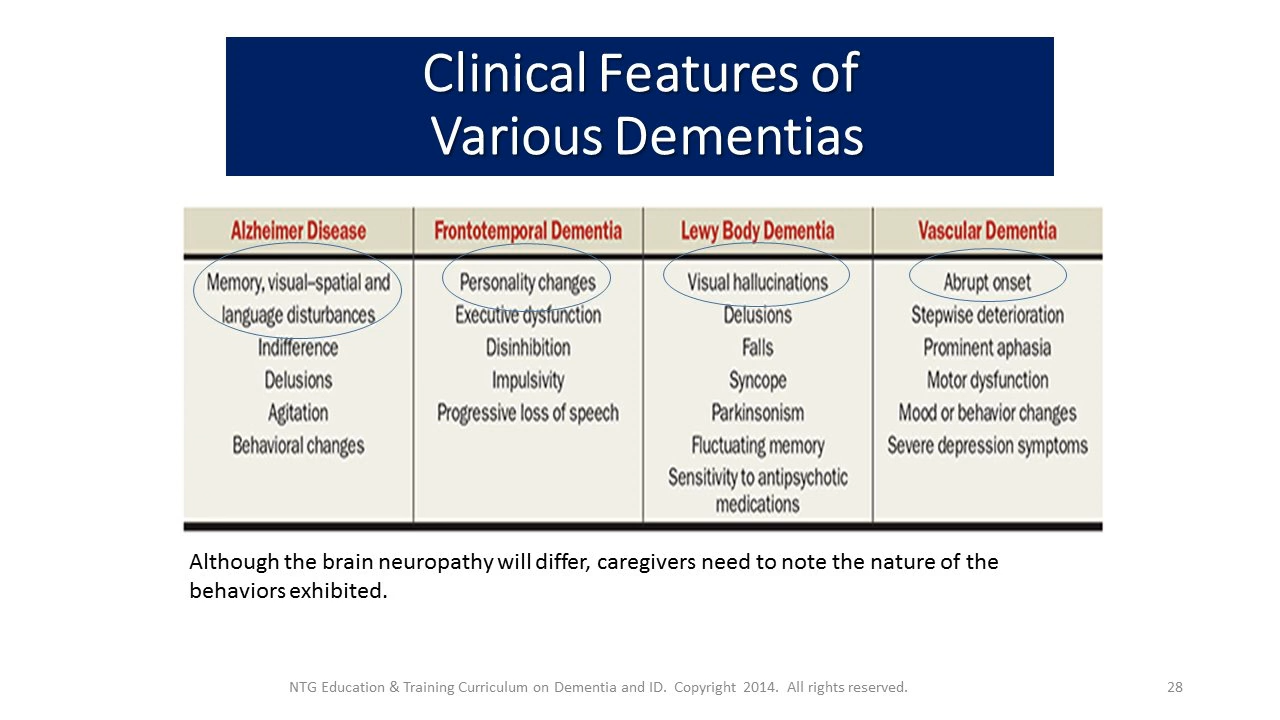 Clinical Features of
Various Dementias
Alzheimer Disease
Memory, visual–spatial and
language disturbances
Indifference
Delusions
Agitation
Behavioral changes
Frontotemporal Dementia
Personality changes
Executive dysfunction
Disinhibition
Impulsivity
Progressive loss of speech
Lewy Body Dementia
Visual hallucinations
Delusions
Falls
Syncope
Parkinsonism
Fluctuating memory
Sensitivity to antipsychotic
medications
Vascular Dementia
Abrupt onset
Stepwise deterioration
Prominent aphasia
Motor dysfunction
Mood or behavior changes
Severe depression symptoms
Although the brain neuropathy will differ, caregivers need to note the nature of the
behaviors exhibited.
NTG Education & Training Curriculum on Dementia and ID. Copyright 2014. All rights reserved.
28